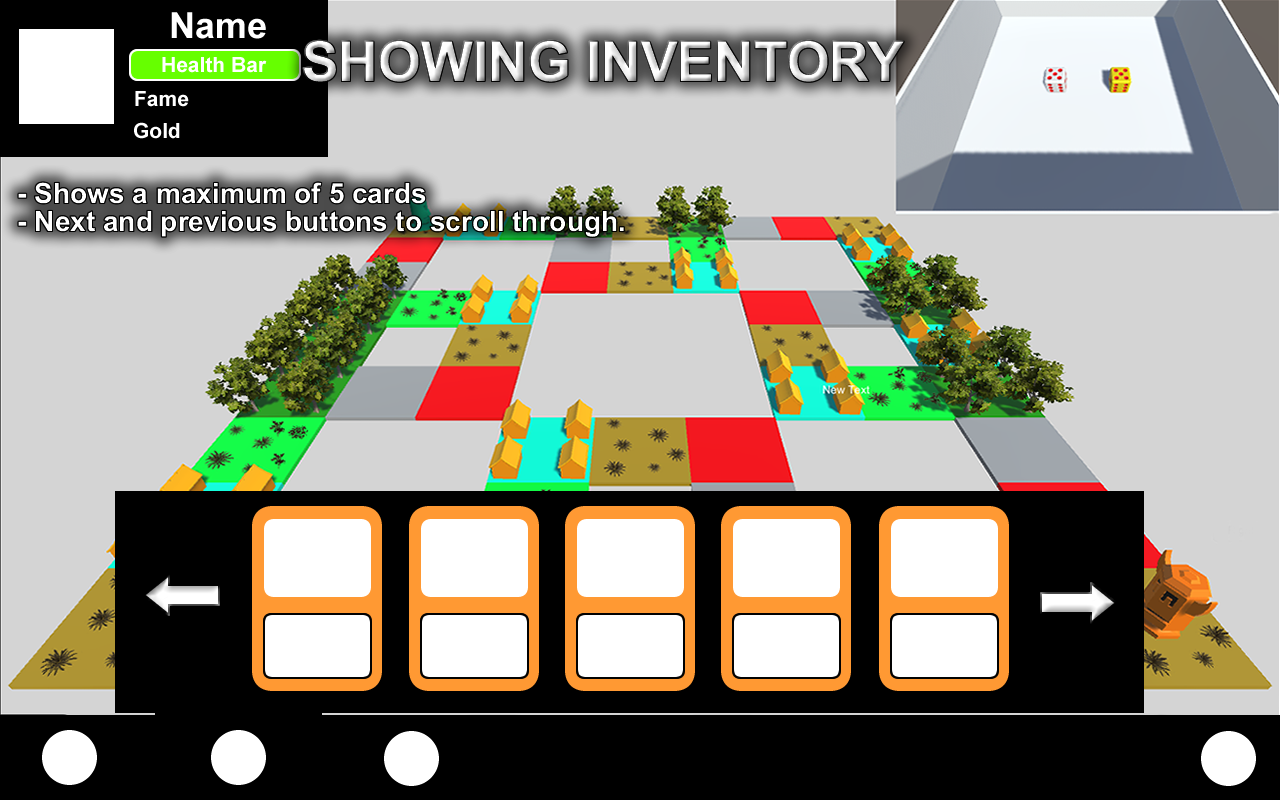 Name
Health Bar
Fame
Gold
SHOWING INVENTORY
- Shows a maximum of 5 cards
- Next and previous buttons to scroll through.
New Text